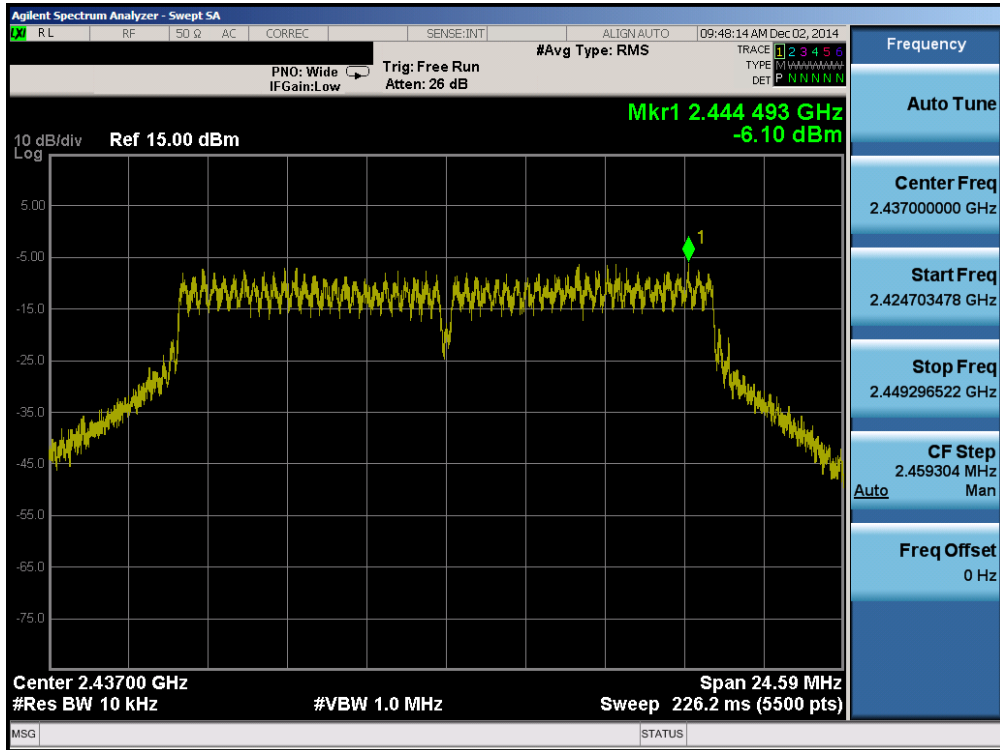 Agilent Spectrum Analyzer - Swept SA
LXI RL RF 50 Ω AC CORREC SENSE:INT ALIGN AUTO 09:48:14 AM Dec 02, 2014
#Avg Type: RMS TRACE 1 2 3 4 5 6
PNO: Wide Trig: Free Run TYPE M WWWWW
IFGain:Low Atten: 26 dB DET P N N N N N
Mkr1 2.444 493 GHz
-6.10 dBm
10 dB/div Ref 15.00 dBm
Log
1
5.00
-5.00
-15.0
-25.0
-35.0
-45.0
-55.0
-65.0
-75.0
Center 2.43700 GHz Span 24.59 MHz
#Res BW 10 kHz #VBW 1.0 MHz Sweep 226.2 ms (5500 pts)
MSG STATUS
Frequency
Auto Tune
Center Freq
2.437000000 GHz
Start Freq
2.424703478 GHz
Stop Freq
2.449296522 GHz
CF Step
2.459304 MHz
Auto Man
Freq Offset
0 Hz